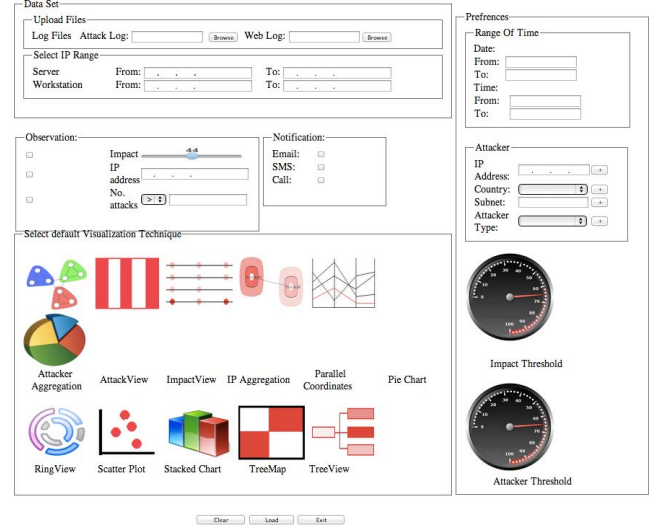 Data Set
Upload Files
Log Files Attack Log: Browse Web Log: Browse
Select IP Range
Server From: . . . To: . . .
Workstation From: . . . To: . . .
Observation:
44
Impact
IP
address . . .
No.
attacks >
Notification:
Email:
SMS:
Call:
Select default Visualization Technique
Attacker
Aggregation
AttackView
ImpactView
IP Aggregation
Parallel
Coordinates
Pie Chart
RingView
Scatter Plot
Stacked Chart
TreeMap
TreeView
Prefrences
Range Of Time
Date:
From:
To:
Time:
From:
To:
Attacker
IP
Address: . . . +
Country: +
Subnet: +
Attacker
Type: +
Impact Threshold
Attacker Threshold
Clear Load Exit